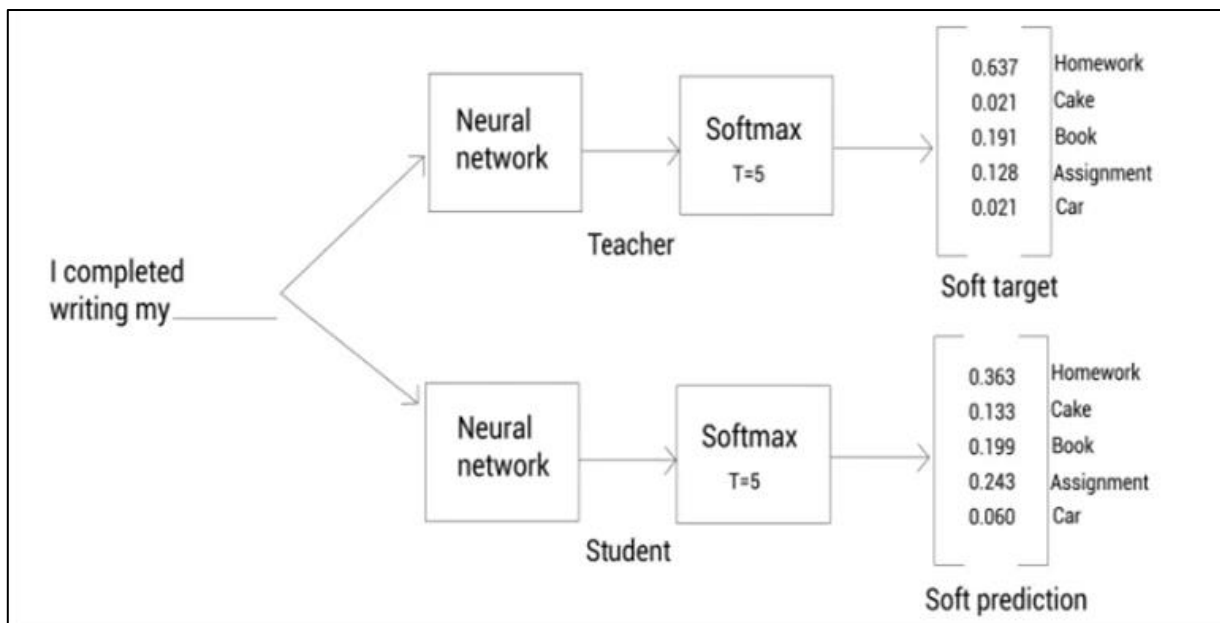 0.637 Homework
0.021 Cake
0.191 Book
0.128 Assignment
0.021 Car
Neural
network
Softmax
T=5
Teacher
Soft target
I completed
writing my ________
Neural
network
Softmax
T=5
Student
0.363 Homework
0.133 Cake
0.199 Book
0.243 Assignment
0.060 Car
Soft prediction